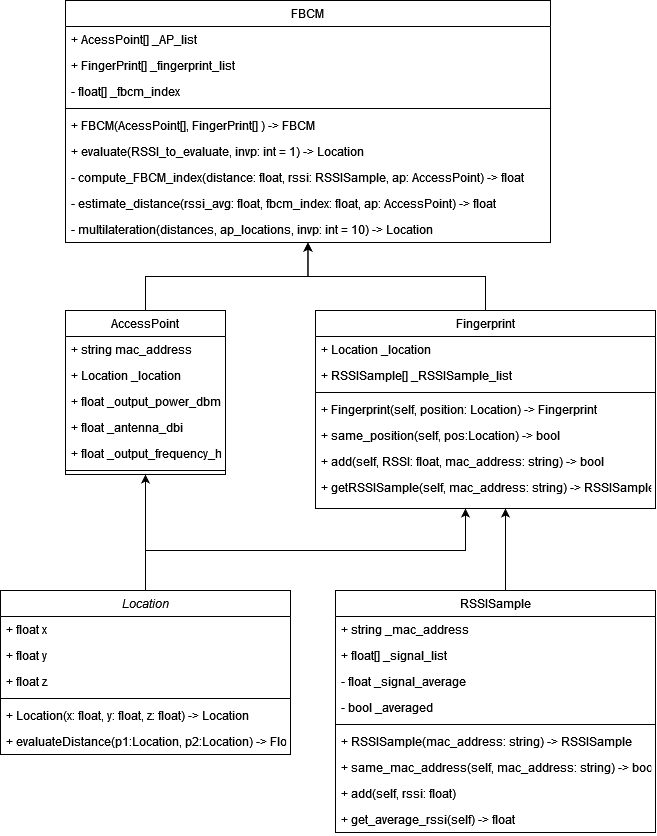 FBCM
+ AcessPoint[] _AP_list
+ FingerPrint[] _fingerprint_list
- float[] _fbcm_index
+ FBCM(AcessPoint[], FingerPrint[] ) -> FBCM
+ evaluate(RSSI_to_evaluate, invp: int = 1) -> Location
- compute_FBCM_index(distance: float, rssi: RSSISample, ap: AccessPoint) -> float
- estimate_distance(rssi_avg: float, fbcm_index: float, ap: AccessPoint) -> float
- multilateration(distances, ap_locations, invp: int = 10) -> Location
AccessPoint
+ string mac_address
+ Location _location
+ float _output_power_dbm
+ float _antenna_dbi
+ float _output_frequency_h
Fingerprint
+ Location _location
+ RSSISample[] _RSSISample_list
+ Fingerprint(self, position: Location) -> Fingerprint
+ same_position(self, pos:Location) -> bool
+ add(self, RSSI: float, mac_address: string) -> bool
+ getRSSISample(self, mac_address: string) -> RSSISample
Location
+ float x
+ float y
+ float z
+ Location(x: float, y: float, z: float) -> Location
+ evaluateDistance(p1:Location, p2:Location) -> Flo
RSSISample
+ string _mac_address
+ float[] _signal_list
- float _signal_average
- bool _averaged
+ RSSISample(mac_address: string) -> RSSISample
+ same_mac_address(self, mac_address: string) -> boo
+ add(self, rssi: float)
+ get_average_rssi(self) -> float